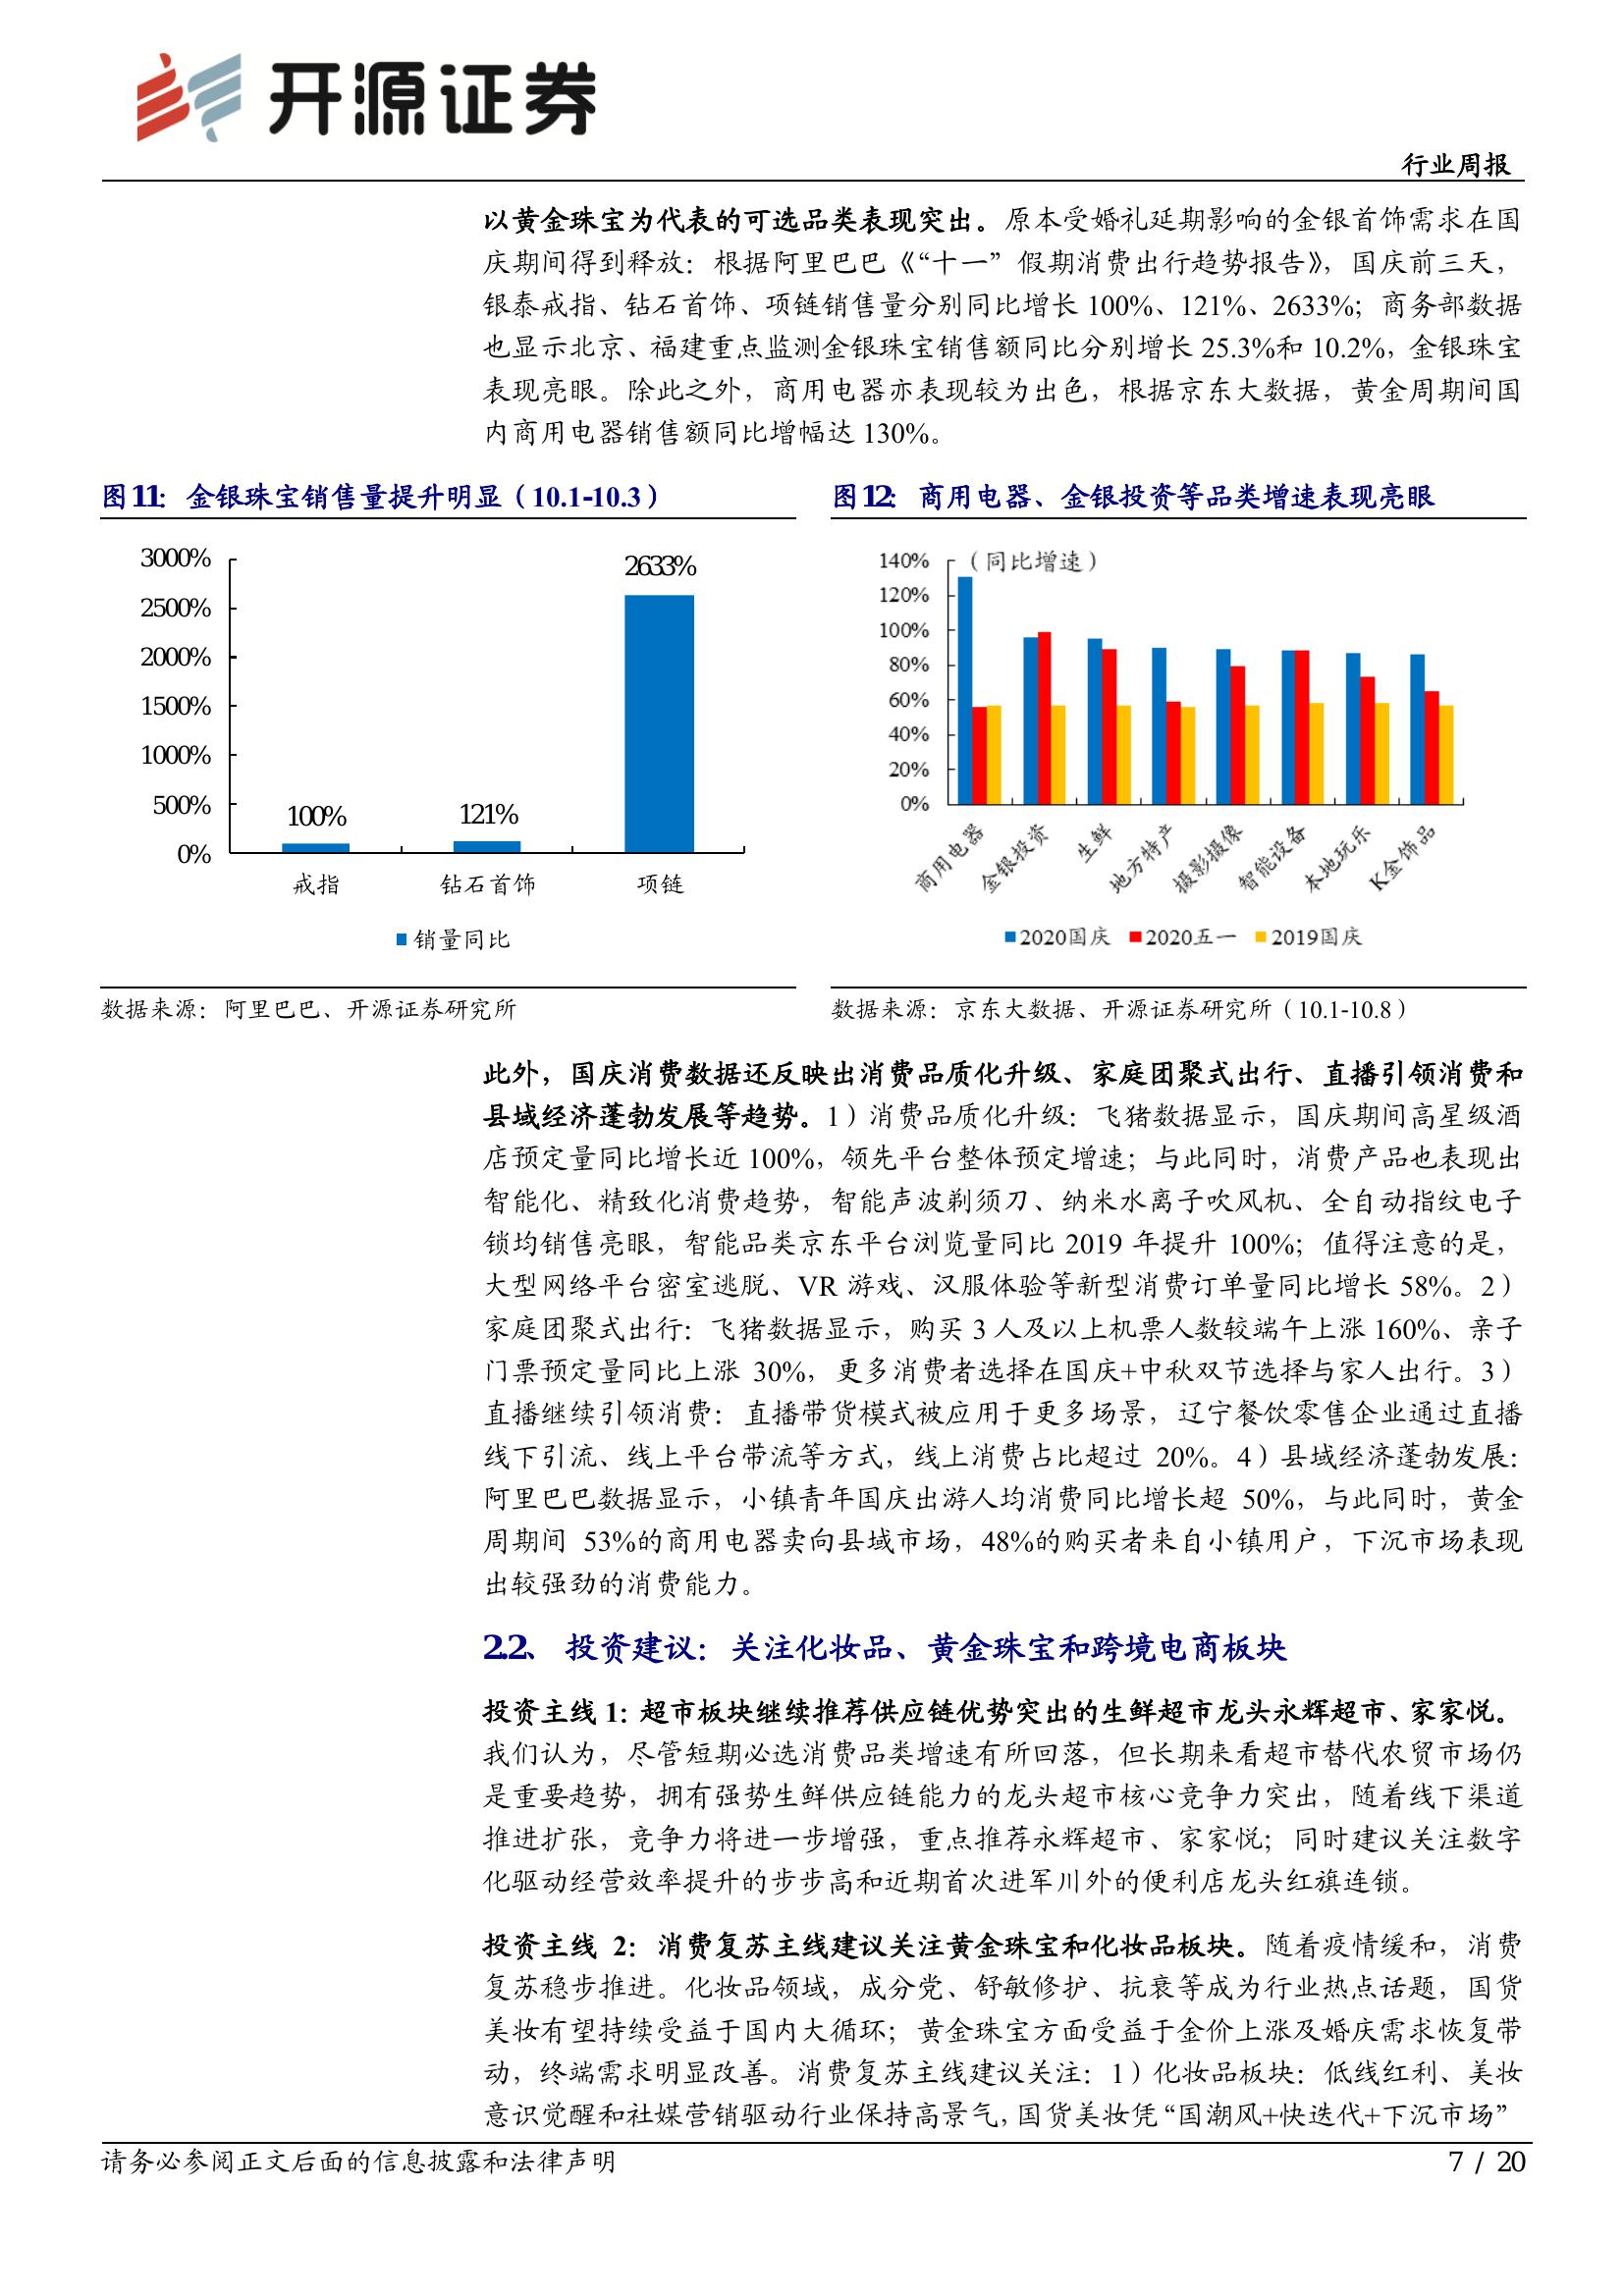 开源证券
行业周报
以黄金珠宝为代表的可选品类表现突出。原本受婚礼延期影响的金银首饰需求在国
庆期间得到释放：根据阿里巴巴《“十一”假期消费出行趋势报告》，国庆前三天，
银泰戒指、钻石首饰、项链销售量分别同比增长 100%、121%、2633%；商务部数据
也显示北京、福建重点监测金银珠宝销售额同比分别增长 25.3%和 10.2%，金银珠宝
表现亮眼。除此之外，商用电器亦表现较为出色，根据京东大数据，黄金周期间国
内商用电器销售额同比增幅达 130%。
图11：金银珠宝销售量提升明显（10.1-10.3）
3000%
2500%
2000%
1500%
1000%
500%
0%
100%
121%
2633%
戒指
钻石首饰
项链
销量同比
数据来源：阿里巴巴、开源证券研究所
图12：商用电器、金银投资等品类增速表现亮眼
（同比增速）
140%
120%
100%
80%
60%
40%
20%
0%
商用电器
金银投资
生鲜
地方特产
摄影摄像
智能设备
本地玩乐
K金饰品
2020国庆
2020五一
2019国庆
数据来源：京东大数据、开源证券研究所（10.1-10.8）
此外，国庆消费数据还反映出消费品质化升级、家庭团聚式出行、直播引领消费和
县域经济蓬勃发展等趋势。1）消费品质化升级：飞猪数据显示，国庆期间高星级酒
店预定量同比增长近 100%，领先平台整体预定增速；与此同时，消费产品也表现出
智能化、精致化消费趋势，智能声波剃须刀、纳米水离子吹风机、全自动指纹电子
锁均销售亮眼，智能品类京东平台浏览量同比 2019 年提升 100%；值得注意的是，
大型网络平台密室逃脱、VR 游戏、汉服体验等新型消费订单量同比增长 58%。2）
家庭团聚式出行：飞猪数据显示，购买 3 人及以上机票人数较端午上涨 160%、亲子
门票预定量同比上涨 30%，更多消费者选择在国庆+中秋双节选择与家人出行。3）
直播继续引领消费：直播带货模式被应用于更多场景，辽宁餐饮零售企业通过直播
线下引流、线上平台带流等方式，线上消费占比超过 20%。4）县域经济蓬勃发展：
阿里巴巴数据显示，小镇青年国庆出游人均消费同比增长超 50%，与此同时，黄金
周期间 53%的商用电器卖向县域市场，48%的购买者来自小镇用户，下沉市场表现
出较强劲的消费能力。
2.2、 投资建议：关注化妆品、黄金珠宝和跨境电商板块
投资主线 1：超市板块继续推荐供应链优势突出的生鲜超市龙头永辉超市、家家悦。
我们认为，尽管短期必选消费品类增速有所回落，但长期来看超市替代农贸市场仍
是重要趋势，拥有强势生鲜供应链能力的龙头超市核心竞争力突出，随着线下渠道
推进扩张，竞争力将进一步增强，重点推荐永辉超市、家家悦；同时建议关注数字
化驱动经营效率提升的步步高和近期首次进军川外的便利店龙头红旗连锁。
投资主线 2：消费复苏主线建议关注黄金珠宝和化妆品板块。随着疫情缓和，消费
复苏稳步推进。化妆品领域，成分党、舒敏修护、抗衰等成为行业热点话题，国货
美妆有望持续受益于国内大循环；黄金珠宝方面受益于金价上涨及婚庆需求恢复带
动，终端需求明显改善。消费复苏主线建议关注：1）化妆品板块：低线红利、美妆
意识觉醒和社媒营销驱动行业保持高景气，国货美妆凭“国潮风+快迭代+下沉市场”
请务必参阅正文后面的信息披露和法律声明
7 / 20